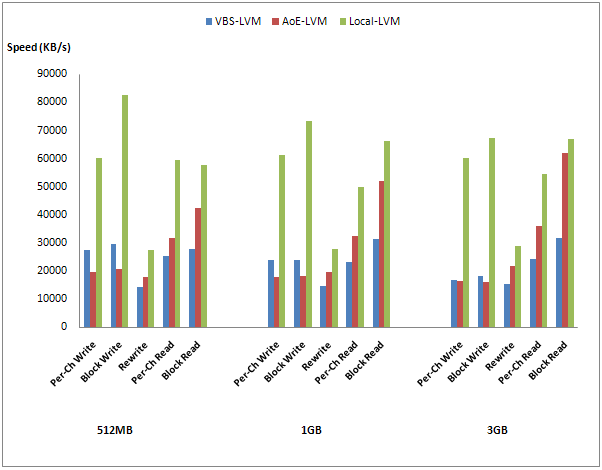 VBS-LVM AoE-LVM Local-LVM
Speed (KB/s)
90000
80000
70000
60000
50000
40000
30000
20000
10000
0
Per-Ch Write Block Write Rewrite Per-Ch Read Block Read Per-Ch Write Block Write Rewrite Per-Ch Read Block Read Per-Ch Write Block Write Rewrite Per-Ch Read Block Read
512MB 1GB 3GB